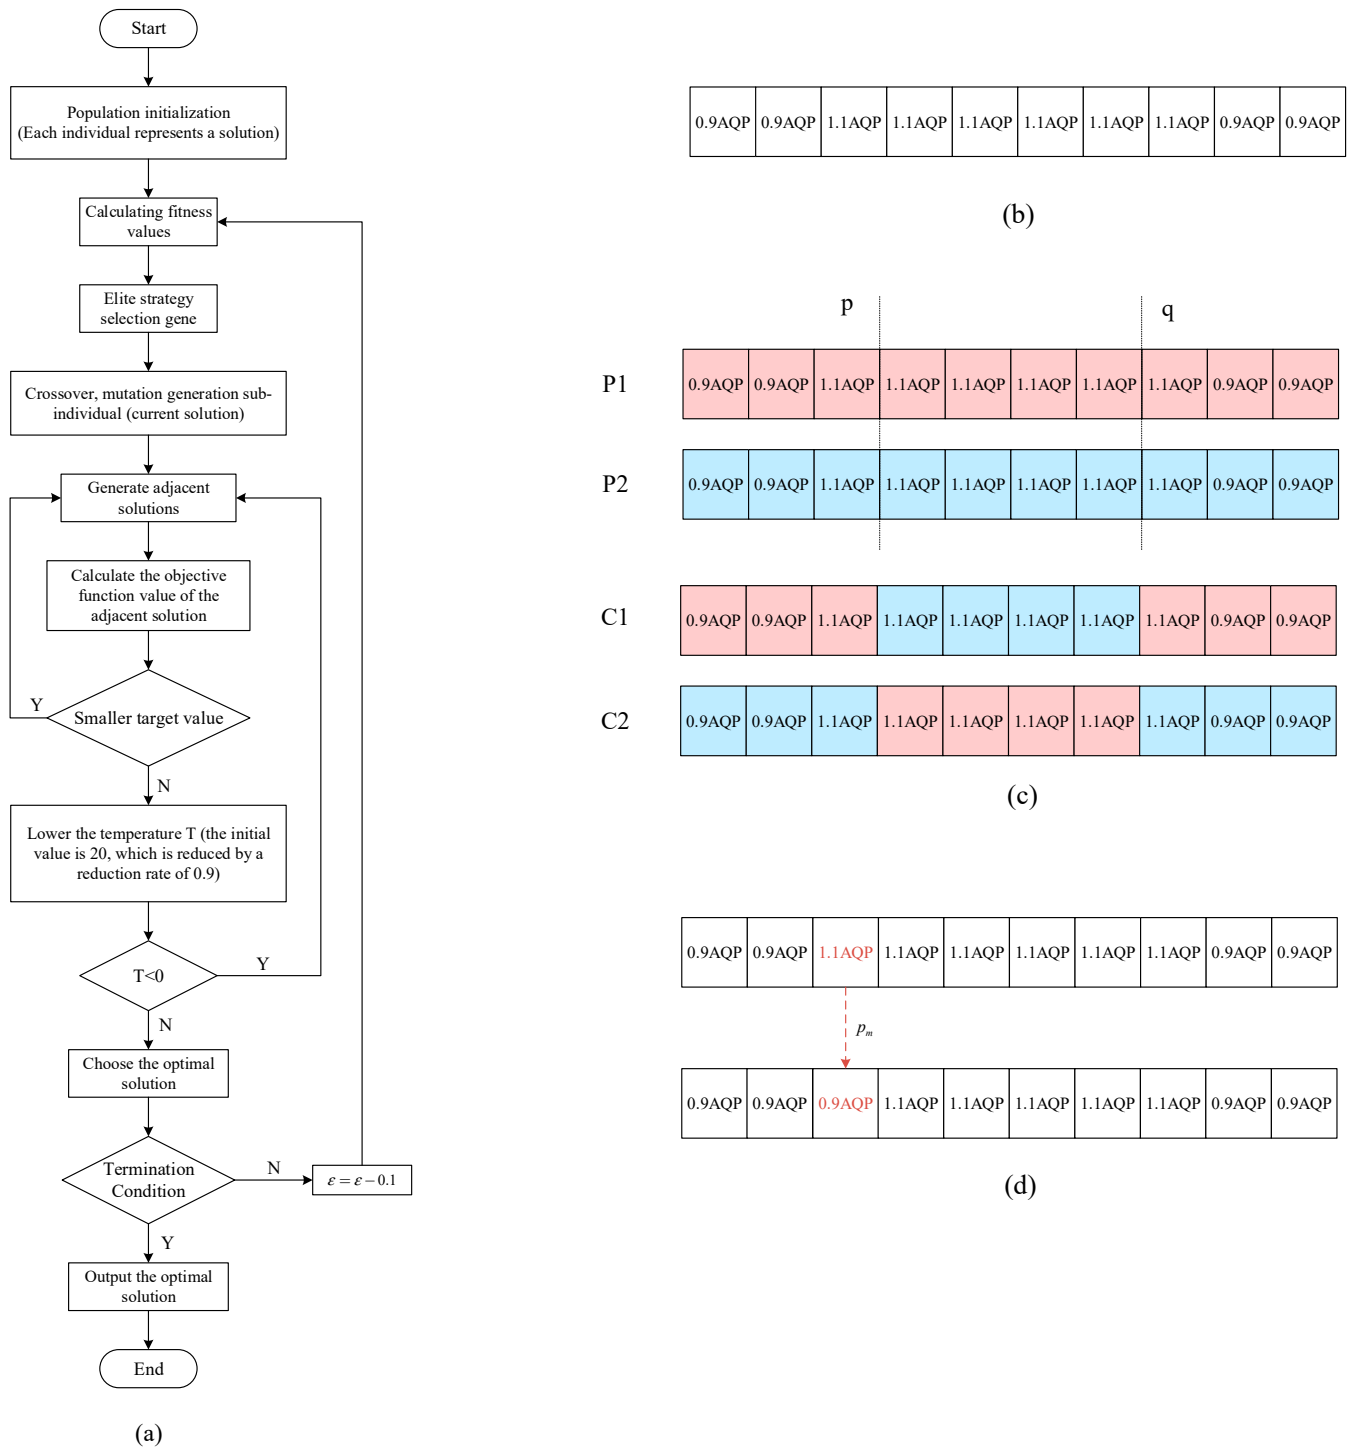 Start
Population initialization
(Each individual represents a solution)
Calculating fitness
values
Elite strategy
selection gene
Crossover, mutation generation sub-
individual (current solution)
Generate adjacent
solutions
Calculate the objective
function value of the
adjacent solution
Y
Smaller target value
N
Lower the temperature T (the initial
value is 20, which is reduced by a
reduction rate of 0.9)
T<0
Y
N
Choose the optimal
solution
Termination
Condition
N
ε = ε − 0.1
Y
Output the optimal
solution
End
(a)
0.9AQP 0.9AQP 1.1AQP 1.1AQP 1.1AQP 1.1AQP 1.1AQP 1.1AQP 0.9AQP 0.9AQP
(b)
p q
P1 0.9AQP 0.9AQP 1.1AQP 1.1AQP 1.1AQP 1.1AQP 1.1AQP 1.1AQP 0.9AQP 0.9AQP
P2 0.9AQP 0.9AQP 1.1AQP 1.1AQP 1.1AQP 1.1AQP 1.1AQP 1.1AQP 0.9AQP 0.9AQP
C1 0.9AQP 0.9AQP 1.1AQP 1.1AQP 1.1AQP 1.1AQP 1.1AQP 1.1AQP 0.9AQP 0.9AQP
C2 0.9AQP 0.9AQP 1.1AQP 1.1AQP 1.1AQP 1.1AQP 1.1AQP 1.1AQP 0.9AQP 0.9AQP
(c)
0.9AQP 0.9AQP 1.1AQP 1.1AQP 1.1AQP 1.1AQP 1.1AQP 1.1AQP 0.9AQP 0.9AQP
pₘ
0.9AQP 0.9AQP 0.9AQP 1.1AQP 1.1AQP 1.1AQP 1.1AQP 1.1AQP 0.9AQP 0.9AQP
(d)